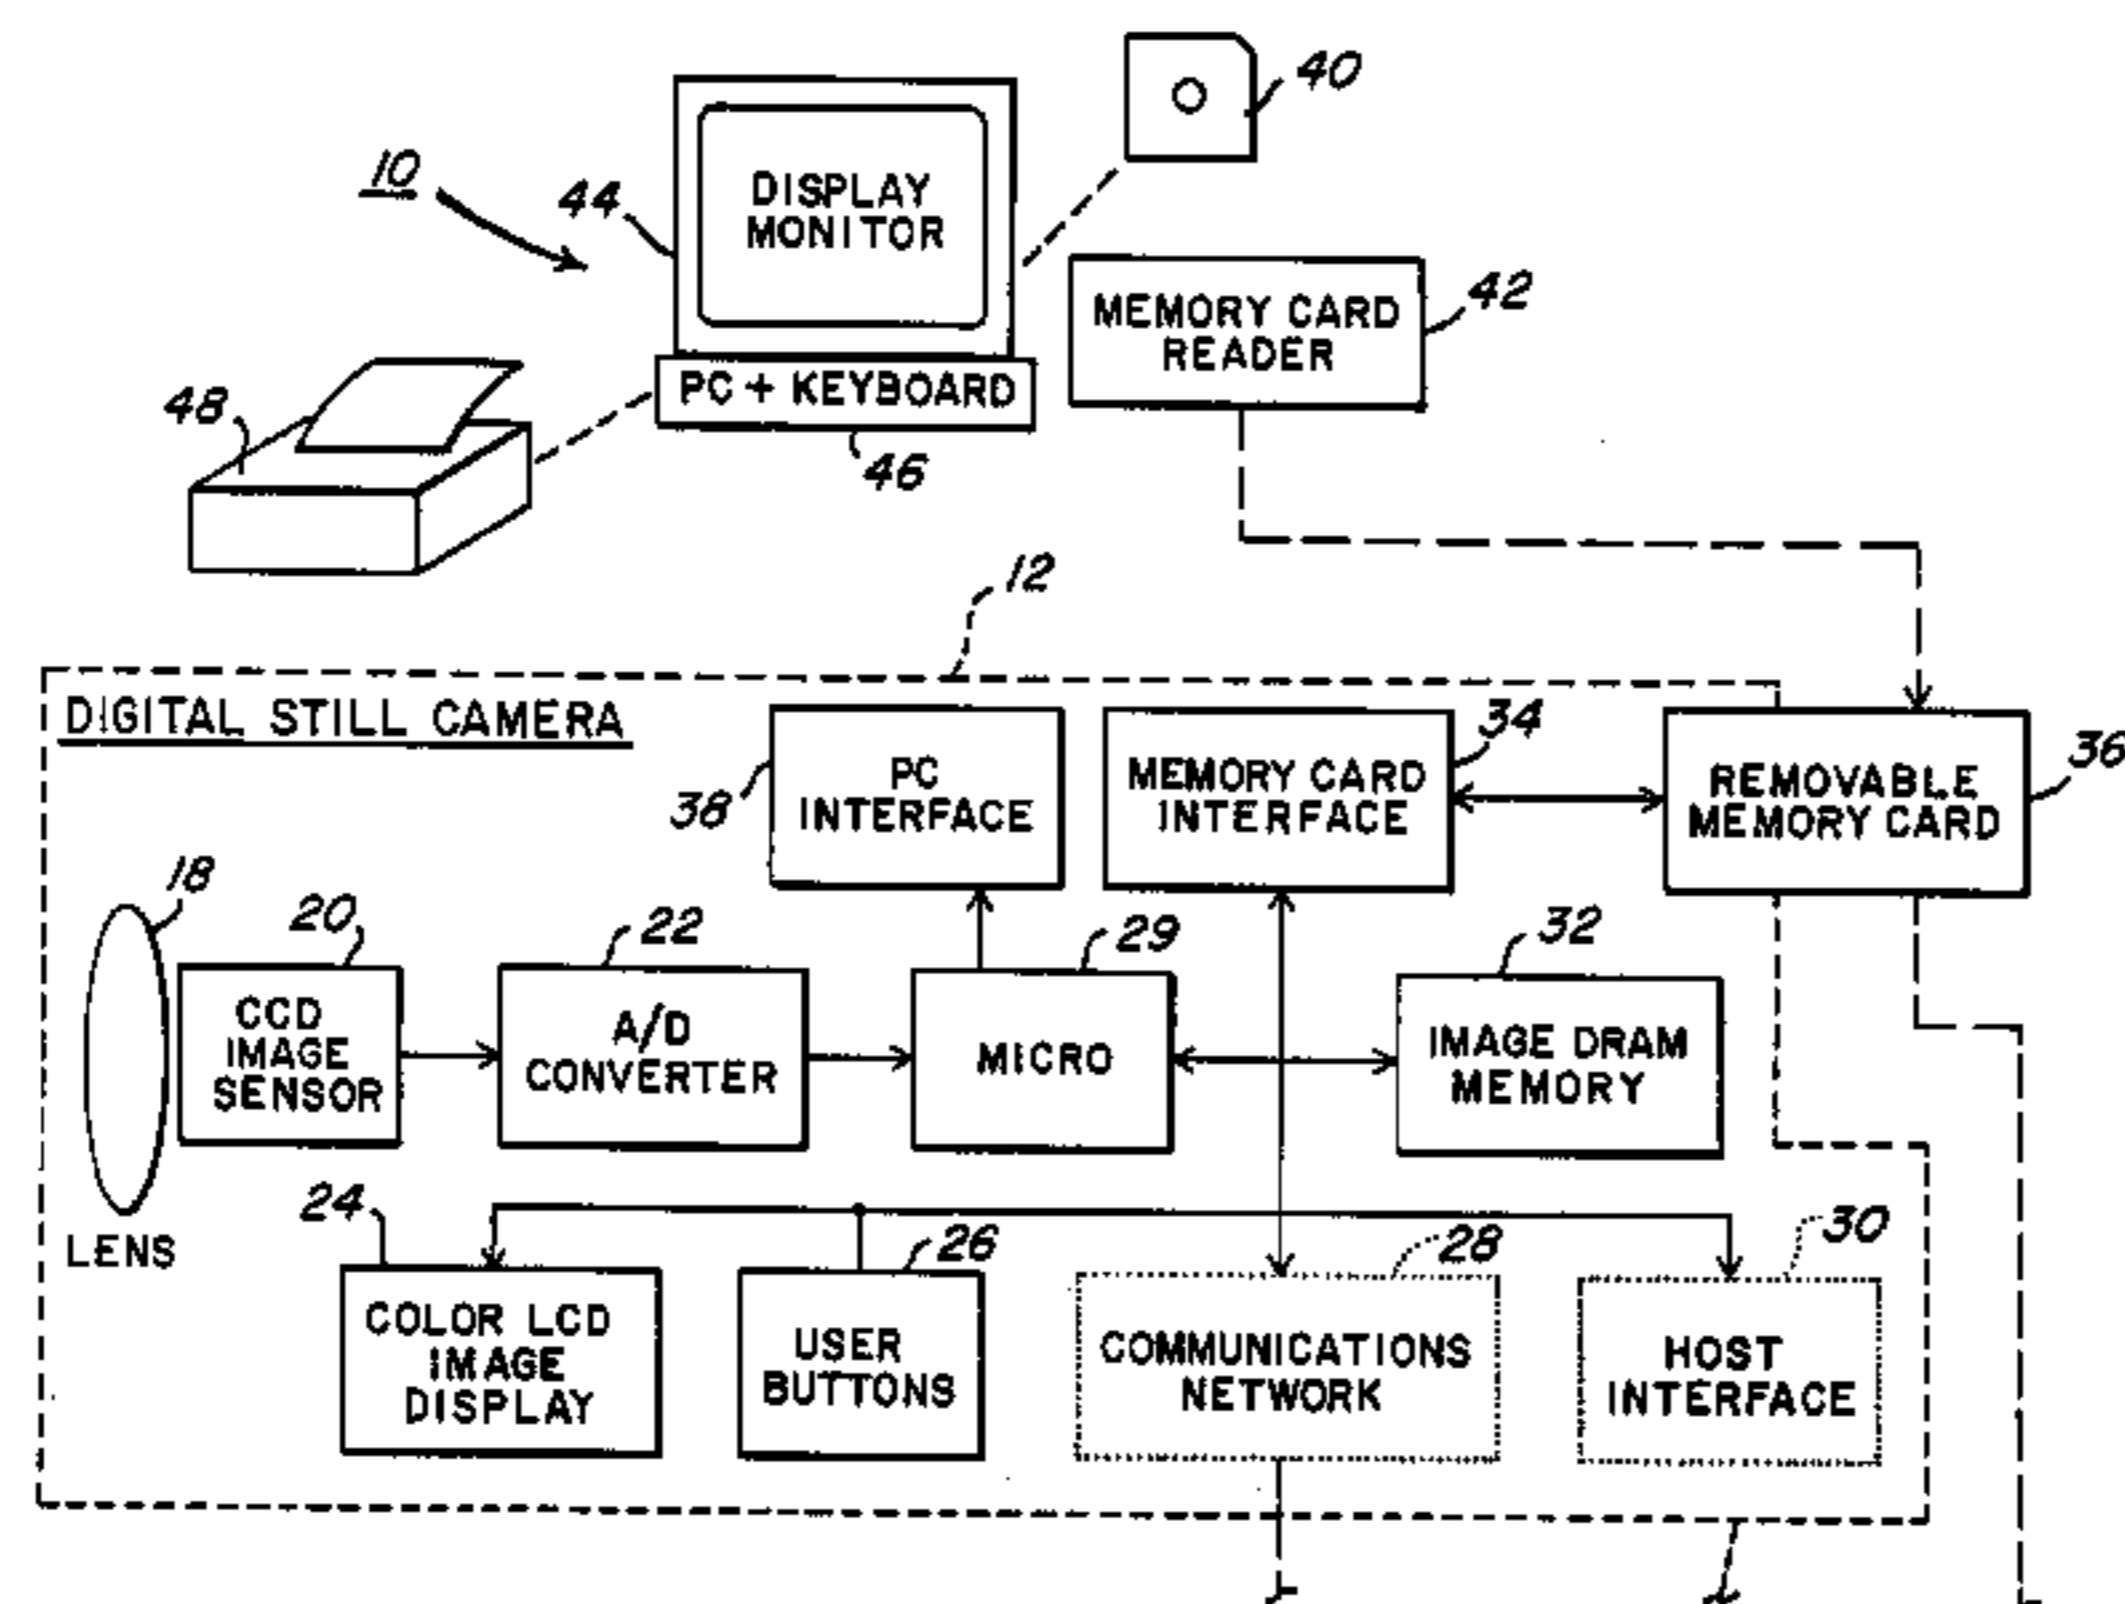 40
10
44
DISPLAY
MONITOR
42
MEMORY CARD
READER
48
PC + KEYBOARD
46
12
DIGITAL STILL CAMERA
38
PC
INTERFACE
34
MEMORY CARD
INTERFACE
36
REMOVABLE
MEMORY CARD
18
20
22
29
32
CCD
IMAGE
SENSOR
A/D
CONVERTER
MICRO
IMAGE DRAM
MEMORY
LENS
24
26
28
30
COLOR LCD
IMAGE
DISPLAY
USER
BUTTONS
COMMUNICATIONS
NETWORK
HOST
INTERFACE